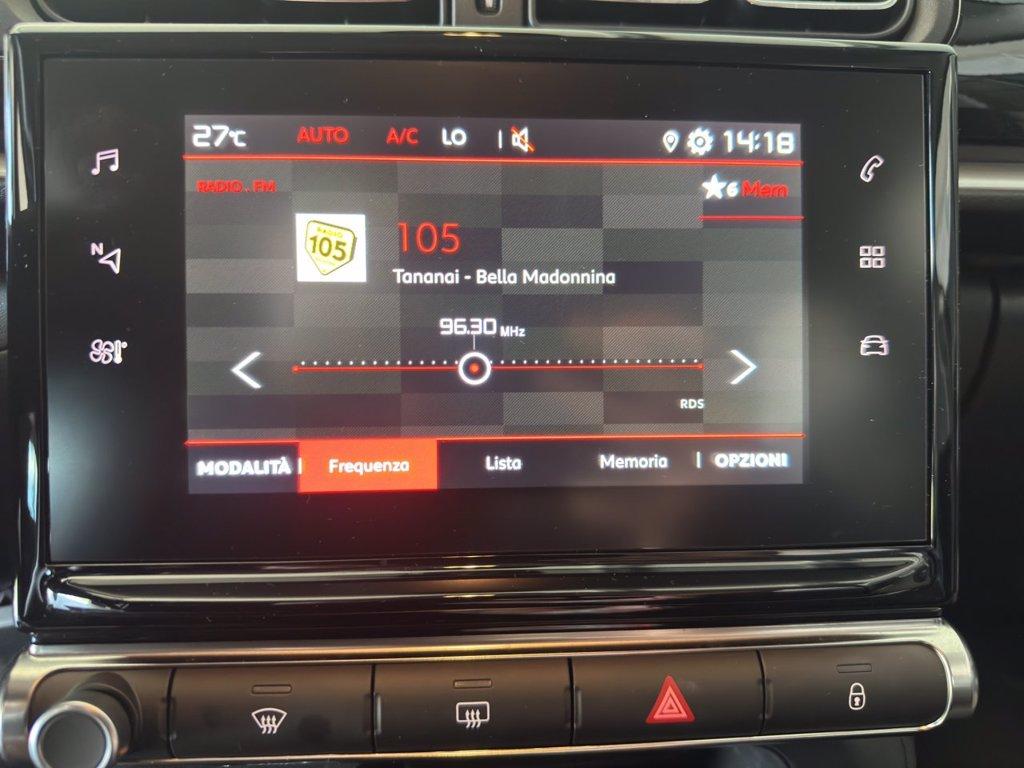 27°C AUTO A/C LO 14:18
RADIO . FM
6 Mem
RADIO
105
105
Tananai - Bella Madonnina
N
96.30 MHz
RDS
MODALITÀ Frequenza Lista Memoria OPZIONI